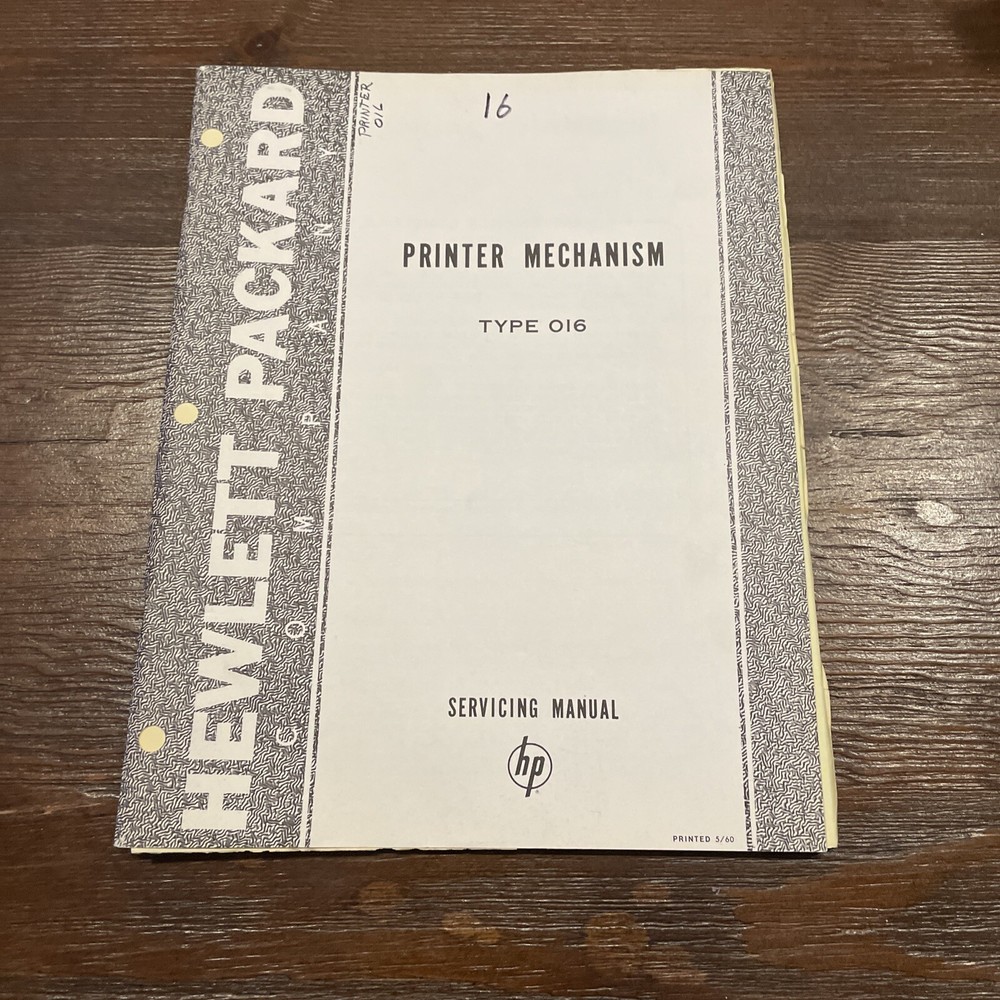 HEWLETT PACKARD
COMPANY
PRINTER
016
16
PRINTER MECHANISM
TYPE 016
SERVICING MANUAL
hp
PRINTED 5/60